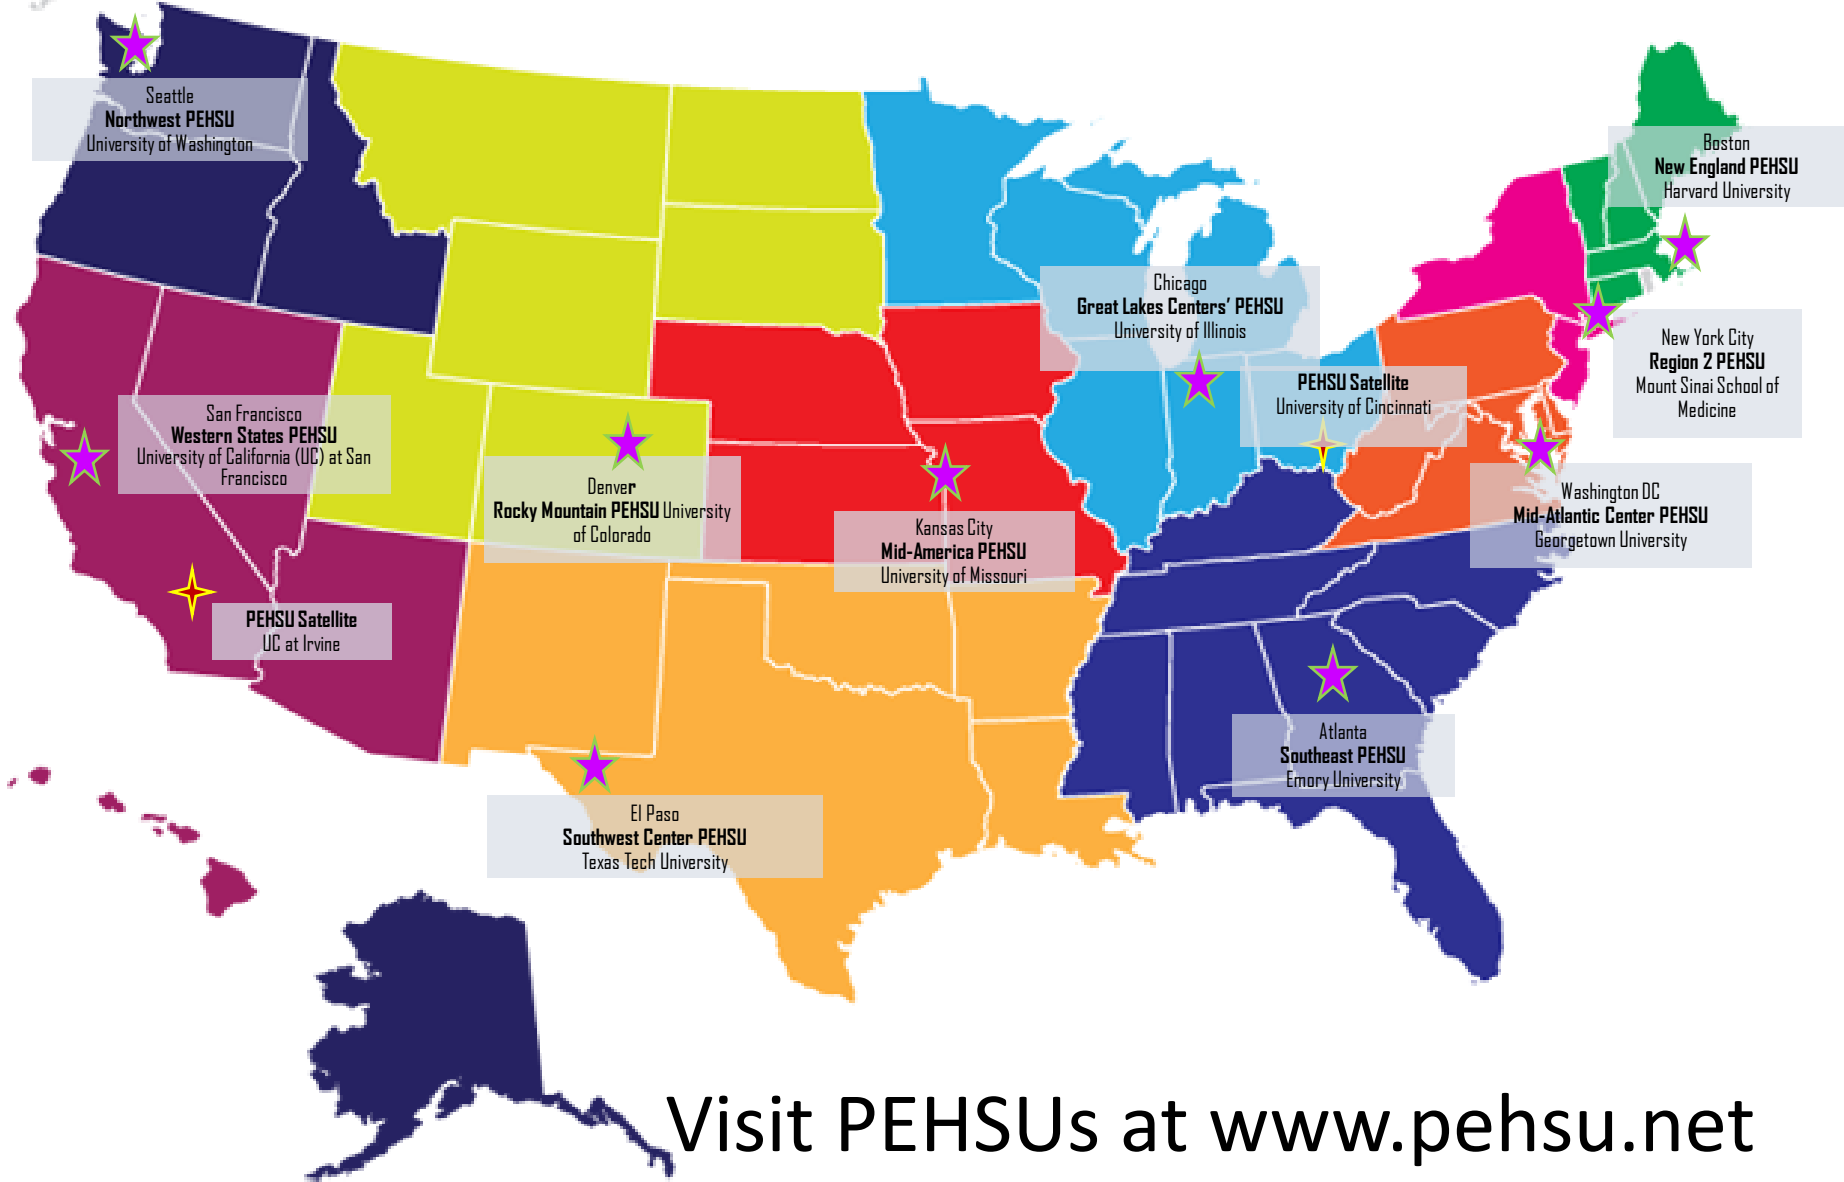 Seattle
Northwest PEHSU
University of Washington
Boston
New England PEHSU
Harvard University
Chicago
Great Lakes Centers’ PEHSU
University of Illinois
New York City
Region 2 PEHSU
Mount Sinai School of
Medicine
PEHSU Satellite
University of Cincinnati
San Francisco
Western States PEHSU
University of California (UC) at San
Francisco
Denver
Rocky Mountain PEHSU University
of Colorado
Kansas City
Mid-America PEHSU
University of Missouri
Washington DC
Mid-Atlantic Center PEHSU
Georgetown University
PEHSU Satellite
UC at Irvine
Atlanta
Southeast PEHSU
Emory University
El Paso
Southwest Center PEHSU
Texas Tech University
Visit PEHSUs at www.pehsu.net